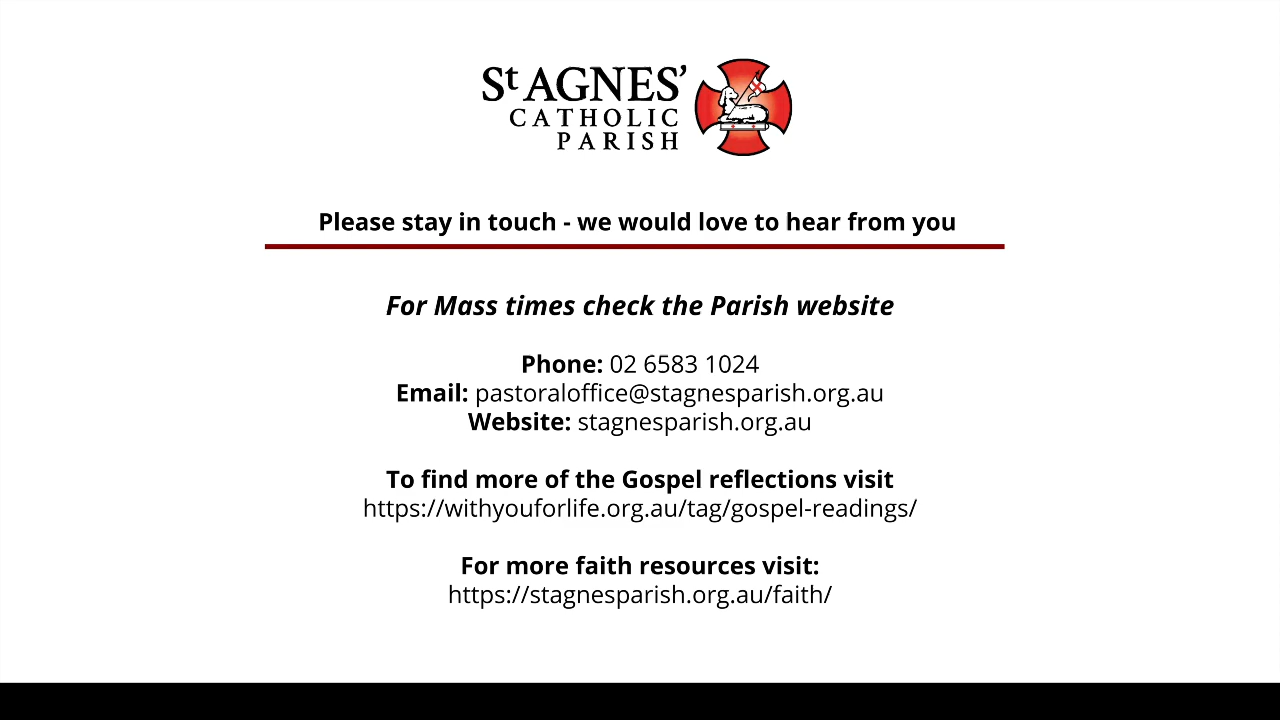 St AGNES'
CATHOLIC
PARISH
Please stay in touch - we would love to hear from you
For Mass times check the Parish website
Phone: 02 6583 1024
Email: pastoraloffice@stagnesparish.org.au
Website: stagnesparish.org.au
To find more of the Gospel reflections visit
https://withyouforlife.org.au/tag/gospel-readings/
For more faith resources visit:
https://stagnesparish.org.au/faith/